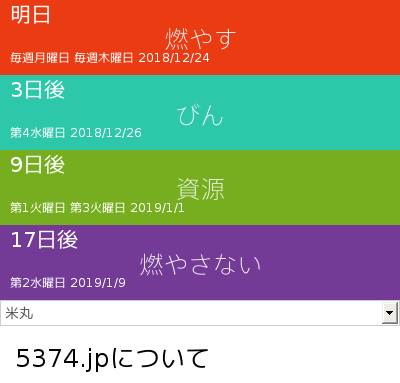 明日
燃やす
毎週月曜日 毎週木曜日 2018/12/24
3日後
びん
第4水曜日 2018/12/26
9日後
資源
第1火曜日 第3火曜日 2019/1/1
17日後
燃やさない
第2水曜日 2019/1/9
米丸
5374.jpについて